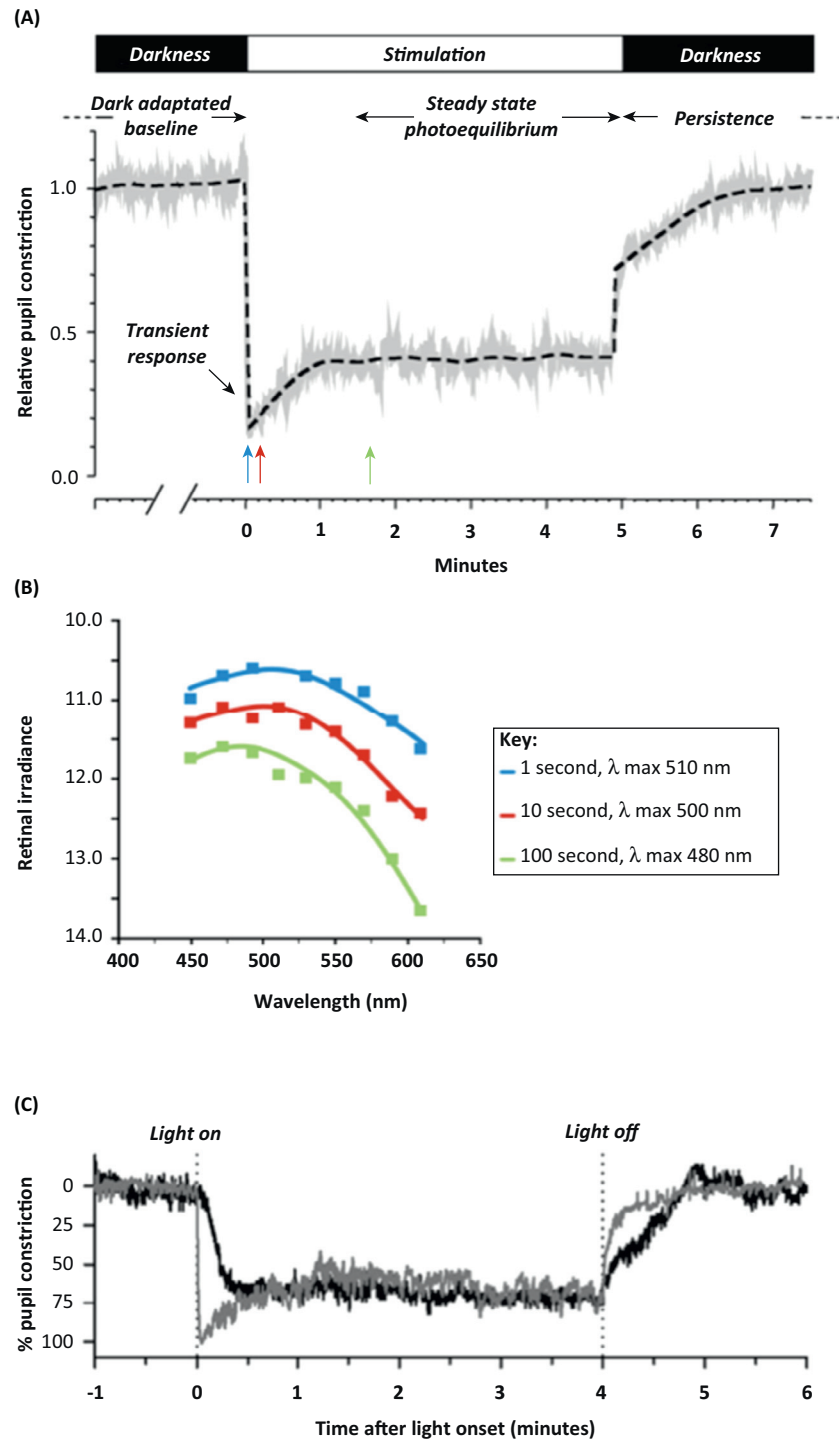 (A)
Darkness Stimulation Darkness
Dark adaptated baseline
Steady state photoequilibrium
Persistence
Relative pupil constriction
1.0
0.5
0.0
Transient response
0 1 2 3 4 5 6 7
Minutes
(B)
Retinal irradiance
10.0
11.0
12.0
13.0
14.0
400 450 500 550 600 650
Wavelength (nm)
Key:
1 second, λ max 510 nm
10 second, λ max 500 nm
100 second, λ max 480 nm
(C)
Light on Light off
% pupil constriction
0
25
50
75
100
-1 0 1 2 3 4 5 6
Time after light onset (minutes)